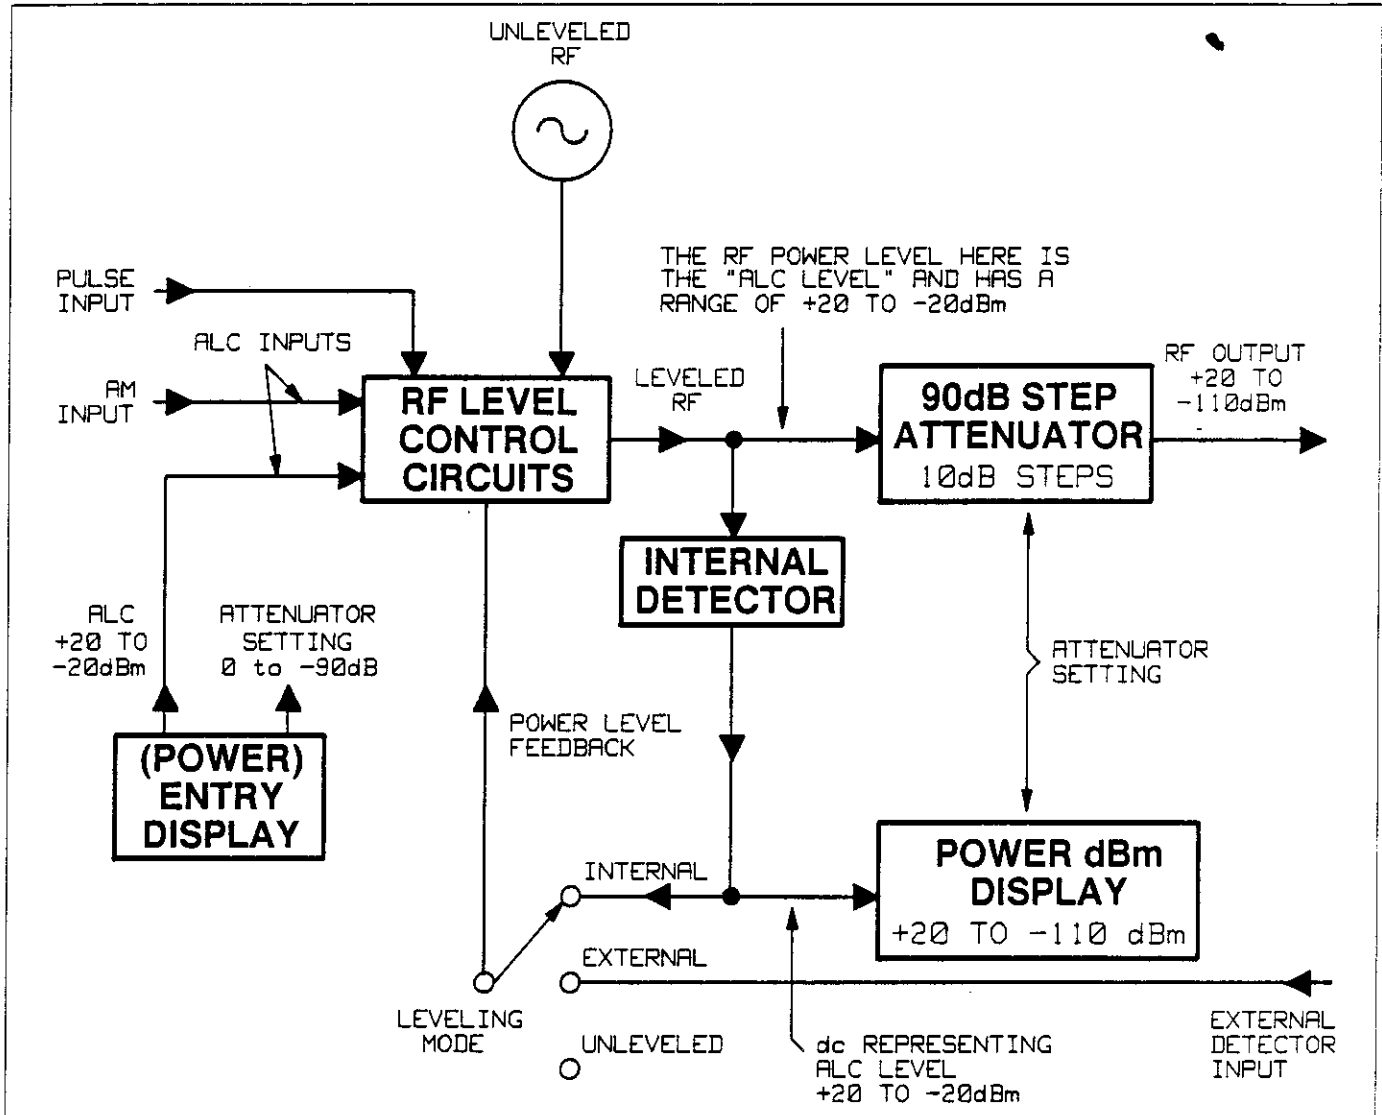 UNLEVELED
RF
THE RF POWER LEVEL HERE IS
THE "ALC LEVEL" AND HAS A
RANGE OF +20 TO -20dBm
PULSE
INPUT
ALC INPUTS
AM
INPUT
RF LEVEL
CONTROL
CIRCUITS
LEVELED
RF
90dB STEP
ATTENUATOR
10dB STEPS
RF OUTPUT
+20 TO
-110dBm
INTERNAL
DETECTOR
ALC
+20 TO
-20dBm
ATTENUATOR
SETTING
0 to -90dB
ATTENUATOR
SETTING
POWER LEVEL
FEEDBACK
(POWER)
ENTRY
DISPLAY
POWER dBm
DISPLAY
+20 TO -110 dBm
INTERNAL
EXTERNAL
UNLEVELED
LEVELING
MODE
dc REPRESENTING
ALC LEVEL
+20 TO -20dBm
EXTERNAL
DETECTOR
INPUT